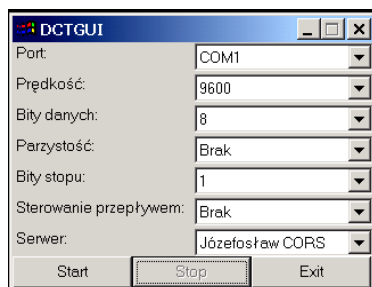 DCTGUI
Port: COM1
Prędkość: 9600
Bity danych: 8
Parzystość: Brak
Bity stopu: 1
Sterowanie przepływem: Brak
Serwer: Józefosław CORS
Start Stop Exit